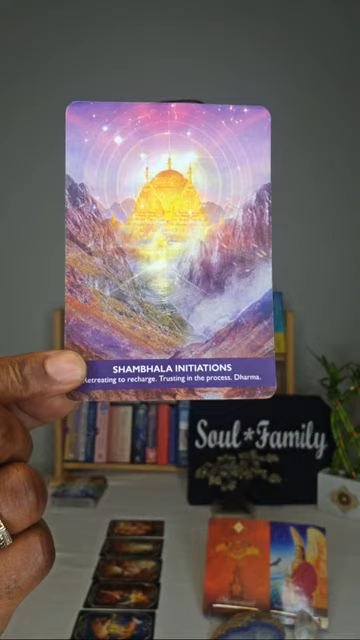 SHAMBHALA INITIATIONS
Retreating to recharge. Trusting in the process. Dharma.
Soul*Family